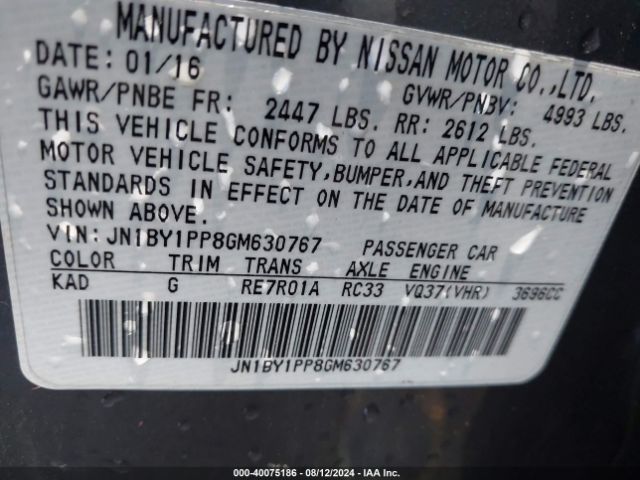 MANUFACTURED BY NISSAN MOTOR CO.,LTD.
DATE: 01/16 GVWR/PNBV: 4993 LBS.
GAWR/PNBE FR: 2447 LBS. RR: 2612 LBS.
THIS VEHICLE CONFORMS TO ALL APPLICABLE FEDERAL
MOTOR VEHICLE SAFETY,BUMPER,AND THEFT PREVENTION
STANDARDS IN EFFECT ON THE DATE OF MANUFACTURE
SHOWN ABOVE.
VIN:JN1BY1PP8GM630767 PASSENGER CAR
COLOR TRIM TRANS AXLE ENGINE
KAD G RE7R01A RC33 VQ37(VHR) 3696CC
JN1BY1PP8GM630767
000-40075186 - 08/12/2024 - IAA Inc.